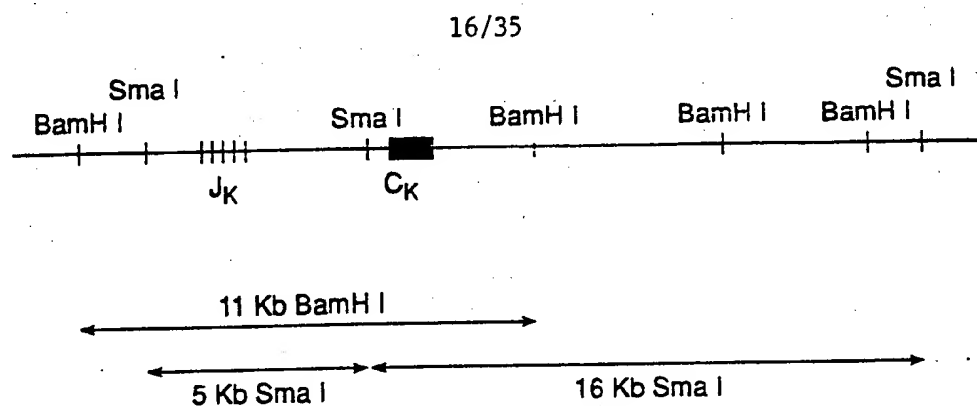 16/35
Sma I Sma I
BamH I Sma I BamH I BamH I BamH I
JK CK
11 Kb BamH I
5 Kb Sma I 16 Kb Sma I